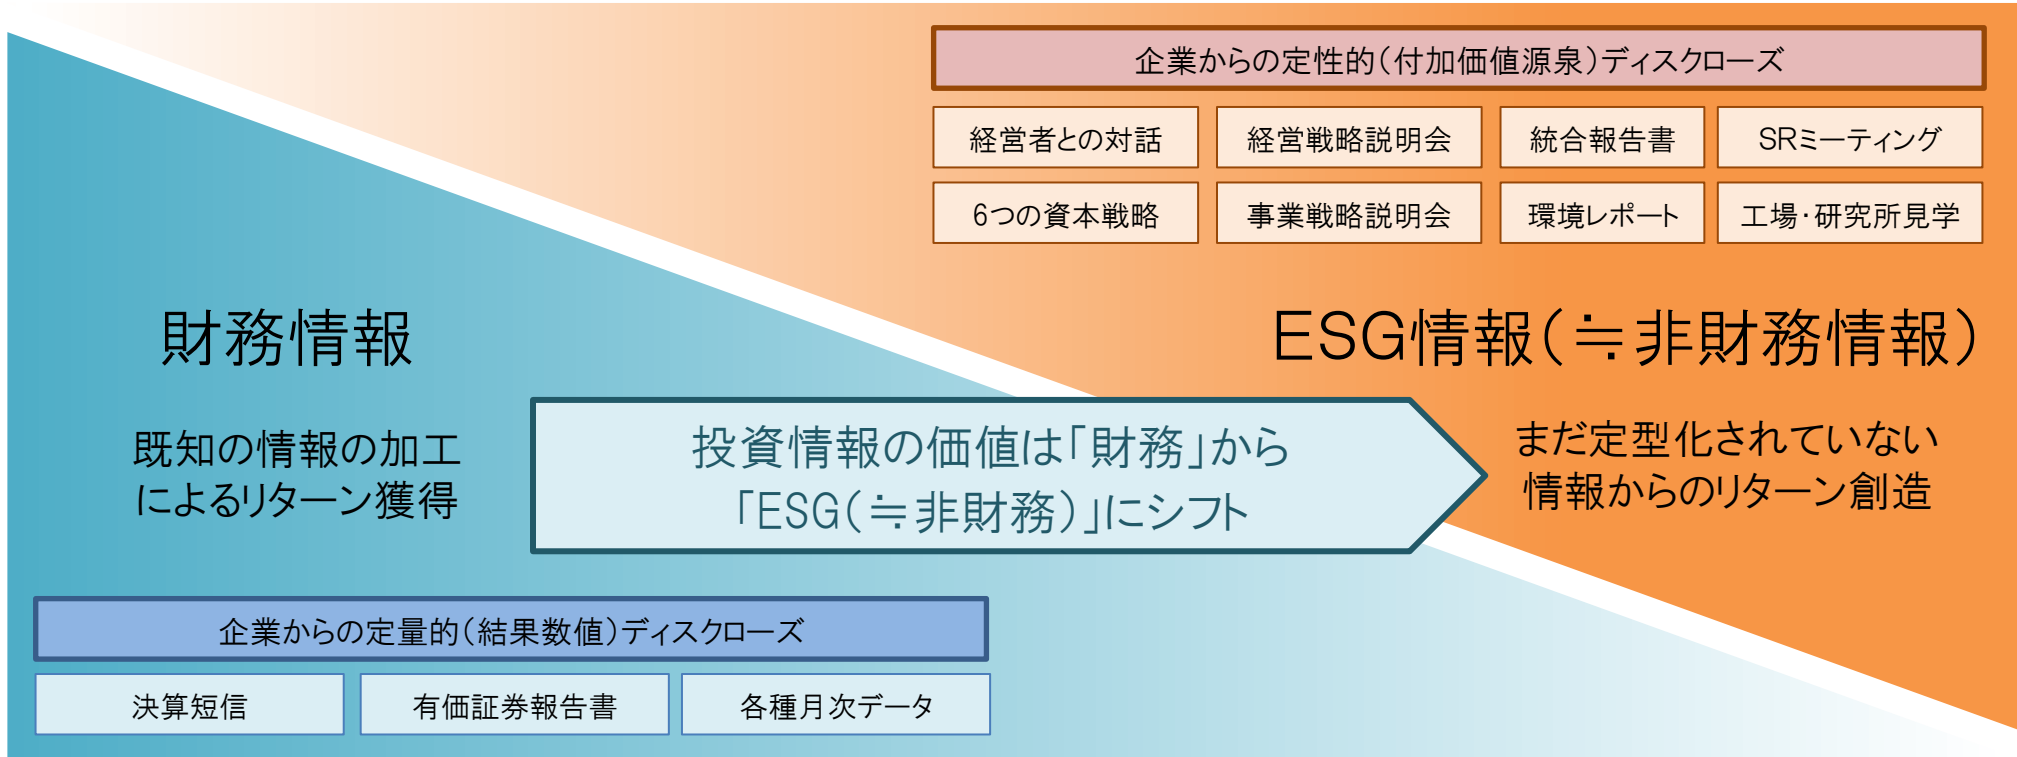 企業からの定性的(付加価値源泉)ディスクローズ
経営者との対話
経営戦略説明会
統合報告書
SRミーティング
6つの資本戦略
事業戦略説明会
環境レポート
工場・研究所見学
財務情報
ESG情報(≒非財務情報)
既知の情報の加工
によるリターン獲得
投資情報の価値は「財務」から
「ESG(≒非財務)」にシフト
まだ定型化されていない
情報からのリターン創造
企業からの定量的(結果数値)ディスクローズ
決算短信
有価証券報告書
各種月次データ